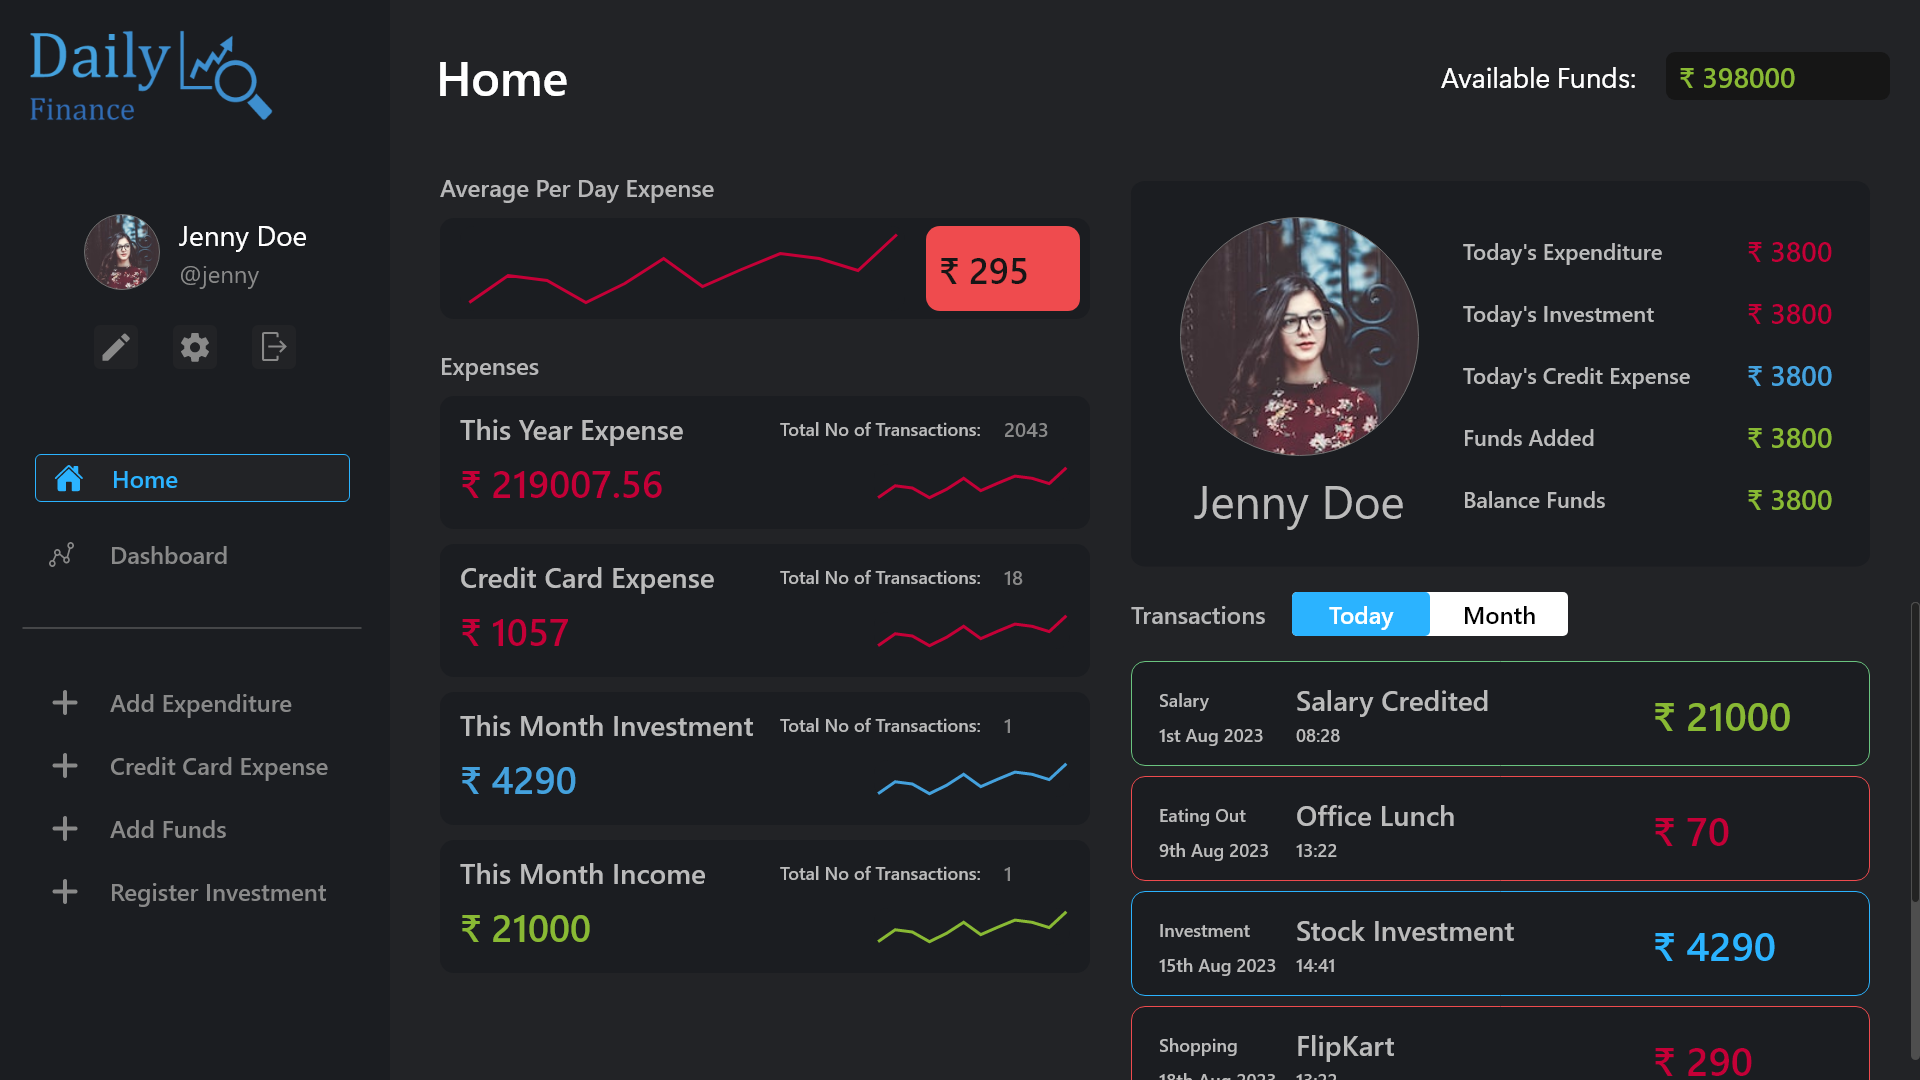 Daily
Finance
Jenny Doe
@jenny
Home
Dashboard
Add Expenditure
Credit Card Expense
Add Funds
Register Investment
Home
Available Funds:
₹ 398000
Average Per Day Expense
₹ 295
Expenses
This Year Expense
Total No of Transactions: 2043
₹ 219007.56
Credit Card Expense
Total No of Transactions: 18
₹ 1057
This Month Investment
Total No of Transactions: 1
₹ 4290
This Month Income
Total No of Transactions: 1
₹ 21000
Jenny Doe
Today's Expenditure ₹ 3800
Today's Investment ₹ 3800
Today's Credit Expense ₹ 3800
Funds Added ₹ 3800
Balance Funds ₹ 3800
Transactions
Today
Month
Salary
1st Aug 2023
Salary Credited
08:28
₹ 21000
Eating Out
9th Aug 2023
Office Lunch
13:22
₹ 70
Investment
15th Aug 2023
Stock Investment
14:41
₹ 4290
Shopping
18th Aug 2023
FlipKart
13:22
₹ 290